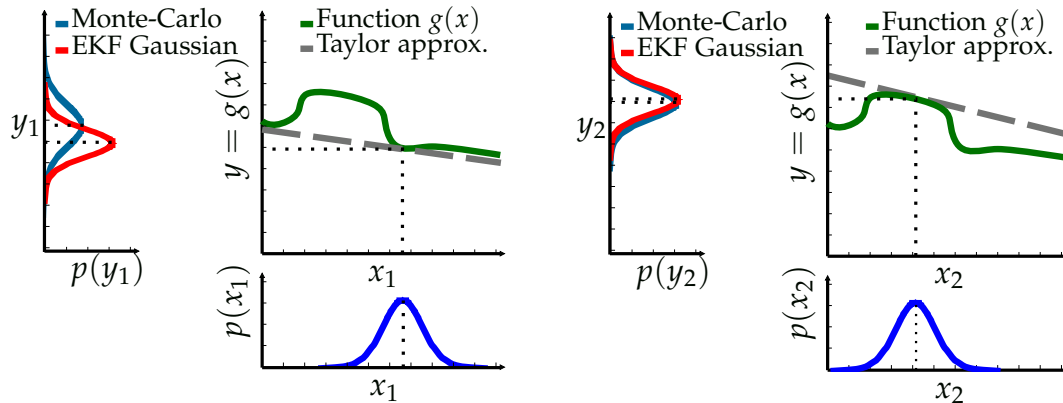 Monte-Carlo
EKF Gaussian
y₁
p(y₁)
Function g(x)
Taylor approx.
y = g(x)
x₁
p(x₁)
x₁
Monte-Carlo
EKF Gaussian
y₂
p(y₂)
Function g(x)
Taylor approx.
y = g(x)
x₂
p(x₂)
x₂